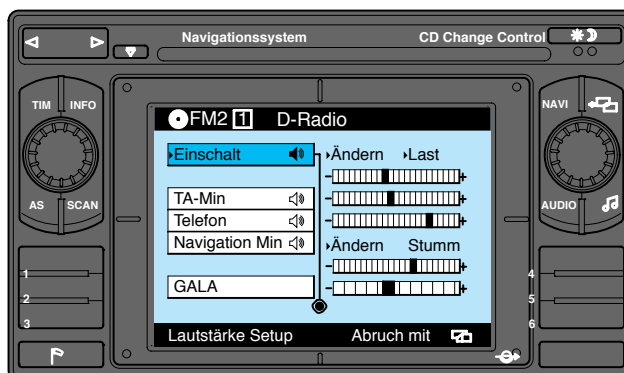 Navigationssystem CD Change Control
TIM INFO
NAVI
FM2 1 D-Radio
Einschalt Ändern Last
- +
AS SCAN
TA-Min - +
AUDIO
Telefon - +
Navigation Min Ändern Stumm
- +
1
4
GALA - +
2
5
3
6
Lautstärke Setup Abruch mit